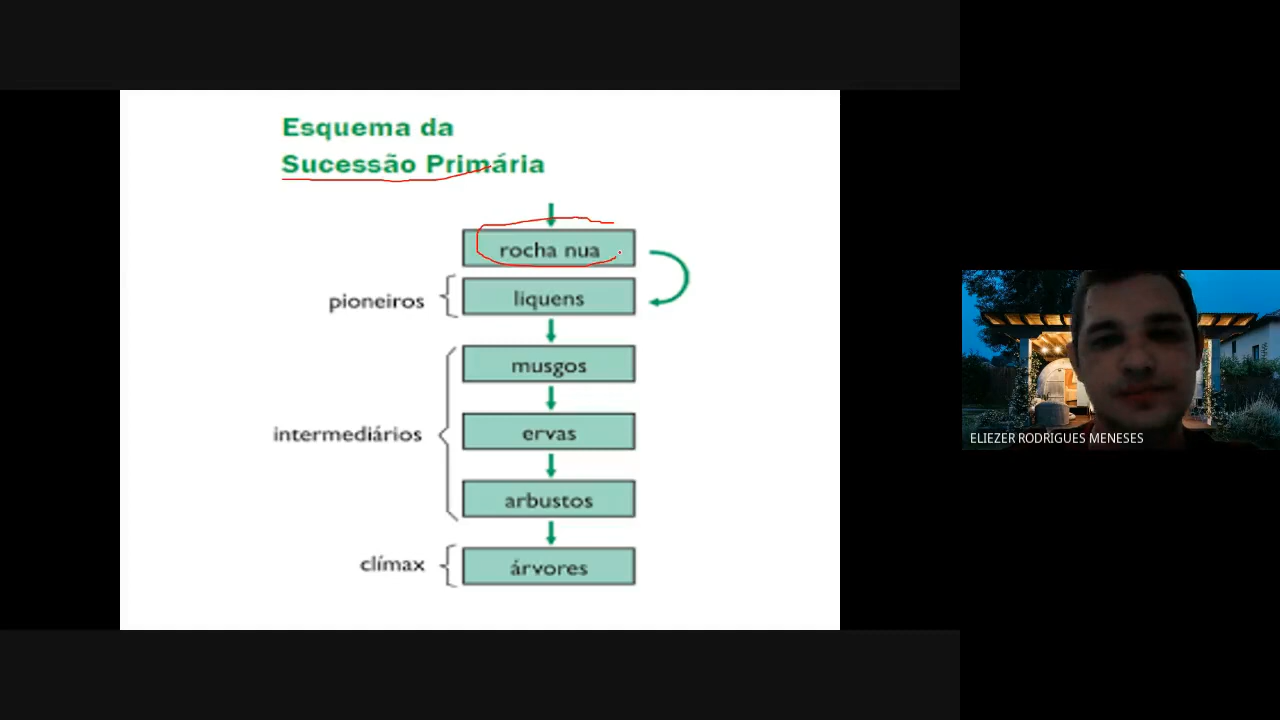 Esquema da
Sucessão Primária
rocha nua
pioneiros
liquens
musgos
intermediários
ervas
arbustos
clímax
árvores
ELIEZER RODRIGUES MENESES